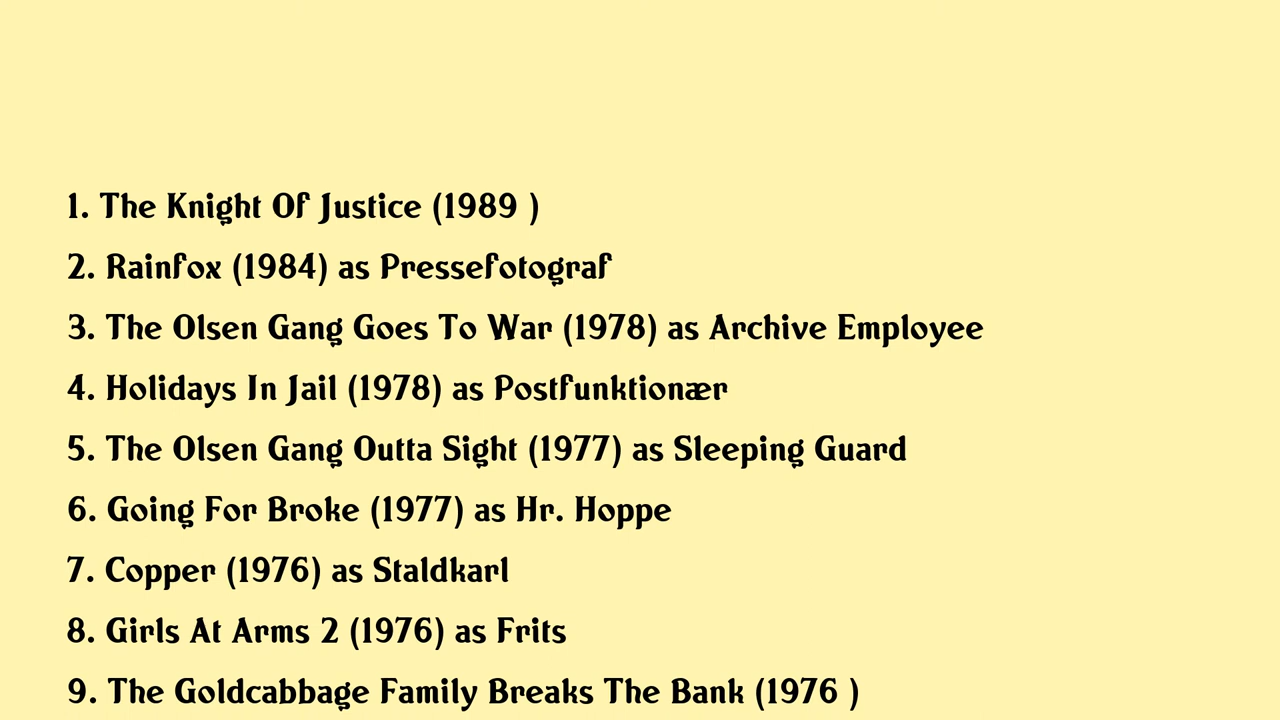 1. The Knight Of Justice (1989 )
2. Rainfox (1984) as Pressefotograf
3. The Olsen Gang Goes To War (1978) as Archive Employee
4. Holidays In Jail (1978) as Postfunktionær
5. The Olsen Gang Outta Sight (1977) as Sleeping Guard
6. Going For Broke (1977) as Hr. Hoppe
7. Copper (1976) as Staldkarl
8. Girls At Arms 2 (1976) as Frits
9. The Goldcabbage Family Breaks The Bank (1976 )